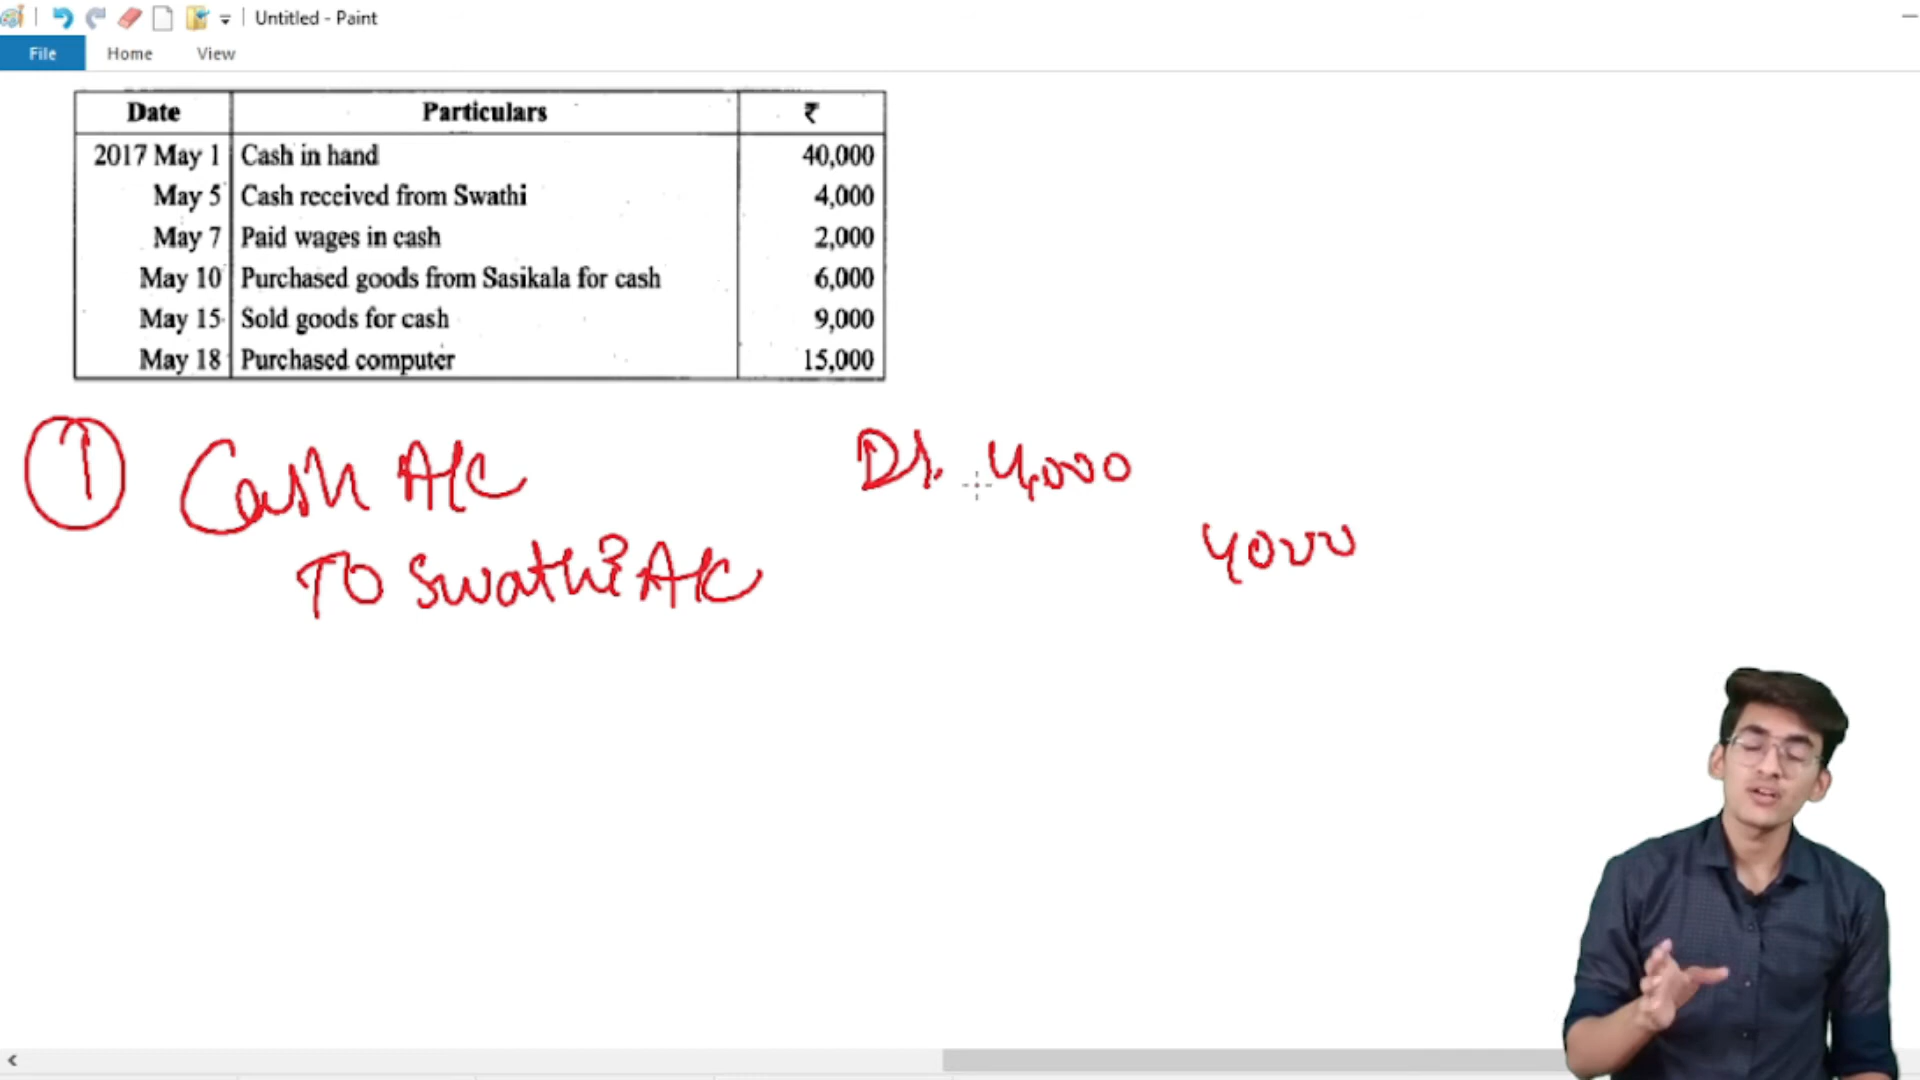 Untitled - Paint
File Home View
Date Particulars ₹
2017 May 1 Cash in hand 40,000
May 5 Cash received from Swathi 4,000
May 7 Paid wages in cash 2,000
May 10 Purchased goods from Sasikala for cash 6,000
May 15 Sold goods for cash 9,000
May 18 Purchased computer 15,000
1 Cash A/C Dr. 4,000
To Swathi A/C 4000